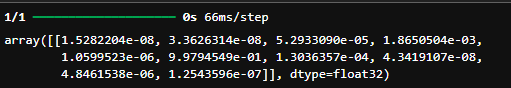 1/1 ━━━━━━━━━━━━━━━━━━━━ 0s 66ms/step
array([[1.5282204e-08, 3.3626314e-08, 5.2933090e-05, 1.8650504e-03,
1.0599523e-06, 9.9794549e-01, 1.3036357e-04, 4.3419107e-08,
4.8461538e-06, 1.2543596e-07]], dtype=float32)